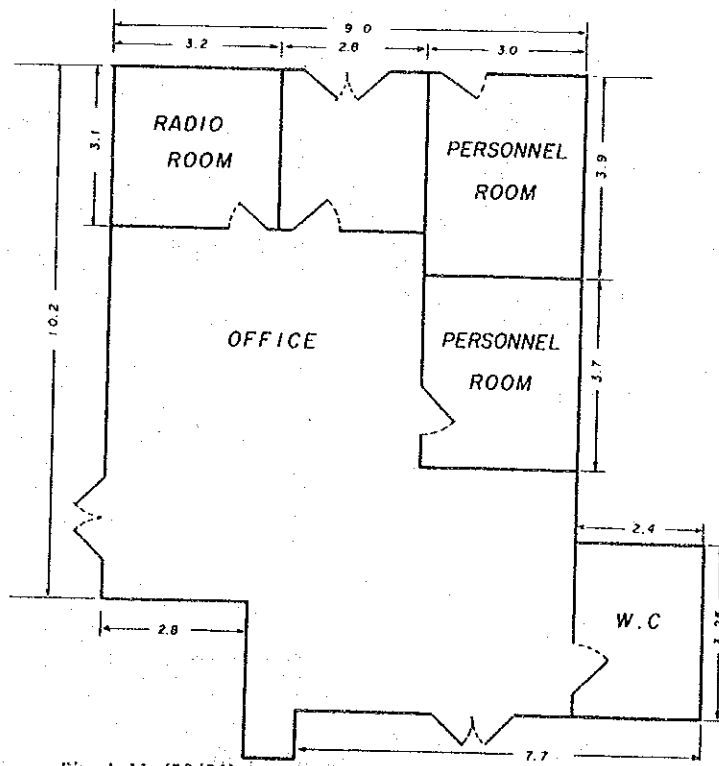 9.0
3.2 2.8 3.0
3.1
RADIO
ROOM
PERSONNEL
ROOM
3.9
10.2
OFFICE
PERSONNEL
ROOM
3.7
2.4
W.C
2.8
7.7